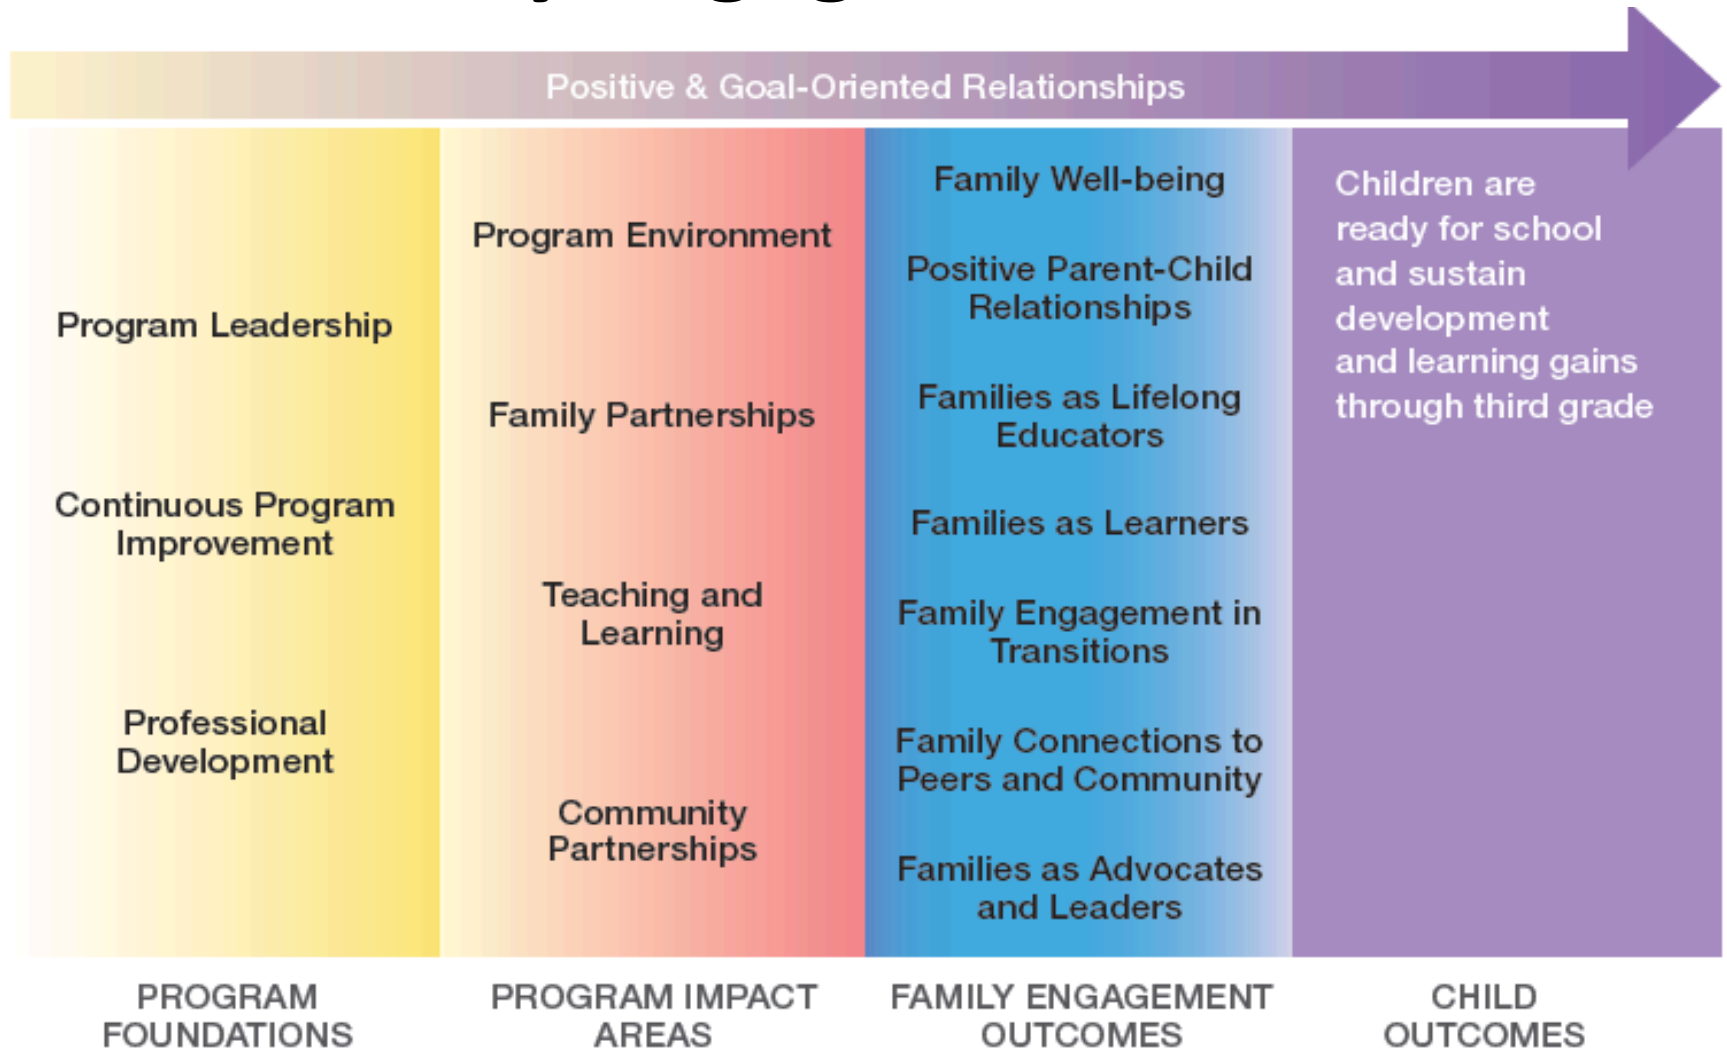 Positive & Goal-Oriented Relationships
Program Leadership
Continuous Program
Improvement
Professional
Development
PROGRAM
FOUNDATIONS
Program Environment
Family Partnerships
Teaching and
Learning
Community
Partnerships
PROGRAM IMPACT
AREAS
Family Well-being
Positive Parent-Child
Relationships
Families as Lifelong
Educators
Families as Learners
Family Engagement in
Transitions
Family Connections to
Peers and Community
Families as Advocates
and Leaders
FAMILY ENGAGEMENT
OUTCOMES
Children are
ready for school
and sustain
development
and learning gains
through third grade
CHILD
OUTCOMES